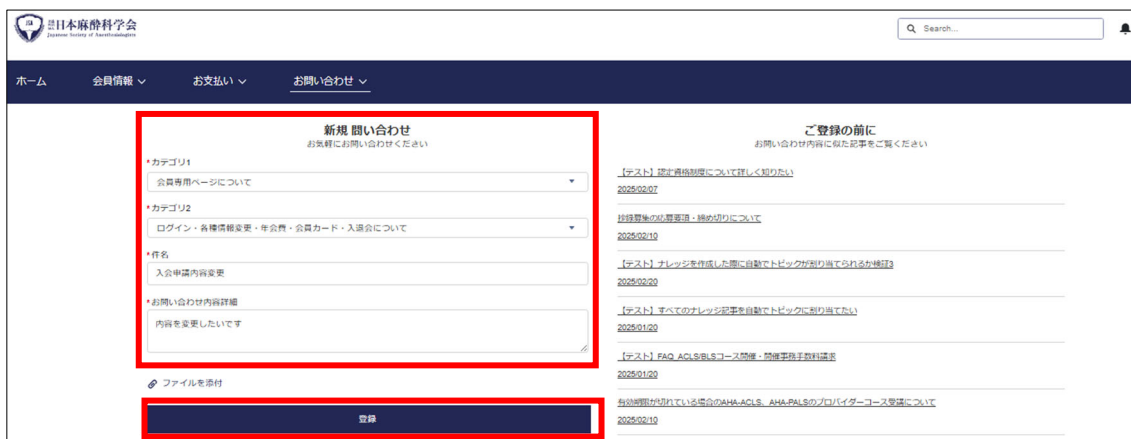 日本麻酔科学会
Japanese Society of Anesthesiologists
Search...
ホーム 会員情報 お支払い お問い合わせ
新規 問い合わせ
お気軽にお問い合わせください
*カテゴリ1
会員専用ページについて
*カテゴリ2
ログイン・各種情報変更・年会費・会員カード・入退会について
*件名
入会申請内容変更
*お問い合わせ内容詳細
内容を変更したいです
ファイルを添付
登録
ご登録の前に
お問い合わせ内容に似た記事をご覧ください
【テスト】認定資格制度について詳しく知りたい
2025/02/07
抄録募集の応募要項・締め切りについて
2025/02/10
【テスト】ナレッジを作成した際に自動でトピックが割り当てられるか検証3
2025/02/20
【テスト】すべてのナレッジ記事を自動でトピックに割り当てたい
2025/01/20
【テスト】FAQ_ACLS/BLSコース開催・開催事務手数料請求
2025/01/20
有効期限が切れている場合のAHA-ACLS、AHA-PALSのプロバイダーコース受講について
2025/02/10